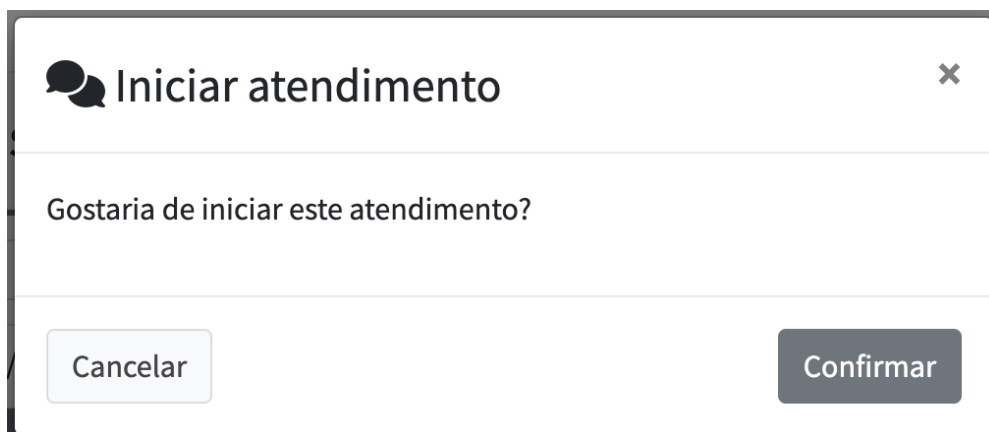 Iniciar atendimento
×
Gostaria de iniciar este atendimento?
Cancelar
Confirmar